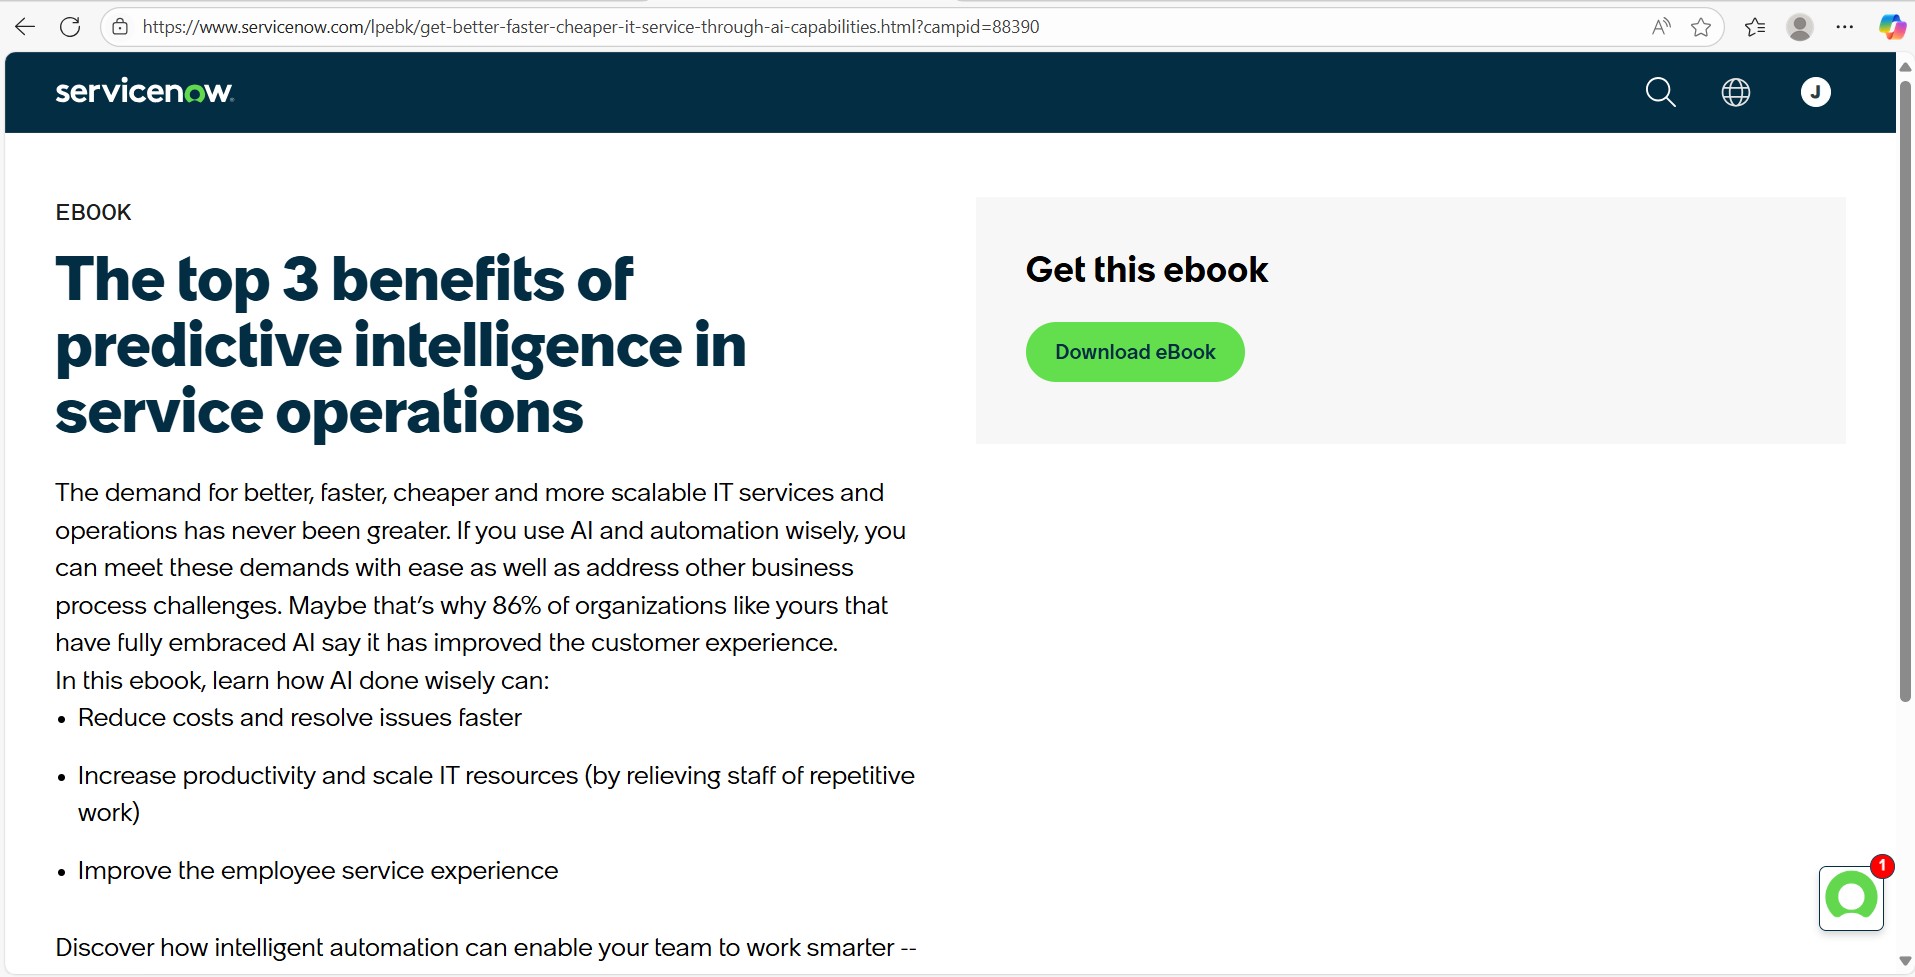 https://www.servicenow.com/lpebk/get-better-faster-cheaper-it-service-through-ai-capabilities.html?campid=88390
servicenow.
J
EBOOK
The top 3 benefits of
predictive intelligence in
service operations
The demand for better, faster, cheaper and more scalable IT services and
operations has never been greater. If you use AI and automation wisely, you
can meet these demands with ease as well as address other business
process challenges. Maybe that’s why 86% of organizations like yours that
have fully embraced AI say it has improved the customer experience.
In this ebook, learn how AI done wisely can:
• Reduce costs and resolve issues faster
• Increase productivity and scale IT resources (by relieving staff of repetitive
work)
• Improve the employee service experience
Discover how intelligent automation can enable your team to work smarter --
Get this ebook
Download eBook
1